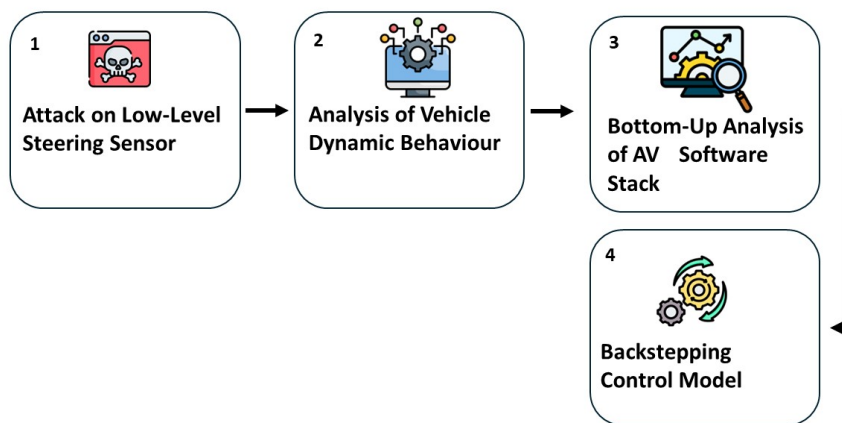 1
Attack on Low-Level
Steering Sensor
2
Analysis of Vehicle
Dynamic Behaviour
3
Bottom-Up Analysis
of AV Software
Stack
4
Backstepping
Control Model